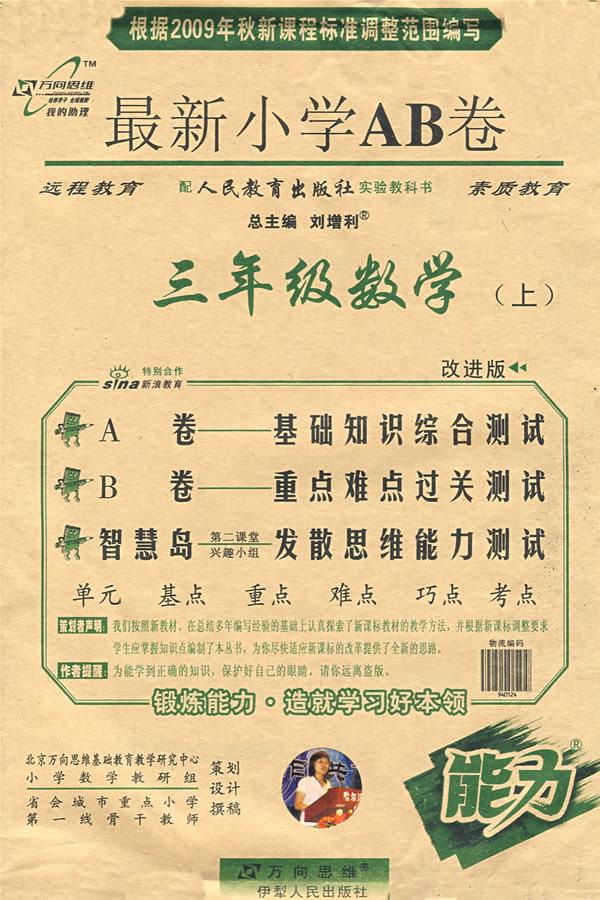 根据2009年秋新课程标准调整范围编写
万向思维™
培养学子 全球视野
我的助理
最新小学AB卷
远程教育 配 人民教育出版社 实验教科书 素质教育
总主编 刘增利®
三年级数学（上）
改进版
sina 特别合作
新浪教育
A 卷——基础知识综合测试
B 卷——重点难点过关测试
智慧岛 第二课堂 兴趣小组 发散思维能力测试
单元 基点 重点 难点 巧点 考点
策划者声明：我们按照新教材、在总结多年编写经验的基础上认真探索了新课标教材的教学方法，并根据新课标调整要求
学生应掌握知识点编制了本丛书，为你尽快适应新课标的改革提供了全新的思路。
物流编码
940124
作者提醒：为能学到正确的知识，保护好自己的眼睛，请你远离盗版。
锻炼能力·造就学习好本领
北京万向思维基础教育教学研究中心
小学数学教研组
省会城市重点小学
第一线骨干教师
策划
设计
撰稿
能力®
万向思维®
伊犁人民出版社